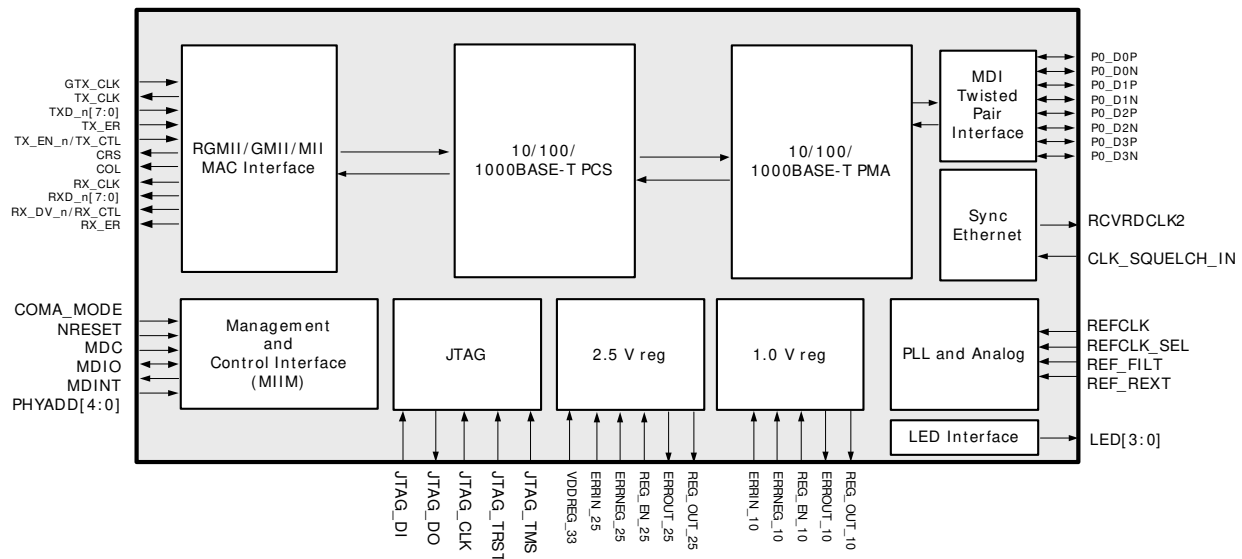 GTX_CLK
TX_CLK
TXD_n[7:0]
TX_ER
TX_EN_n/TX_CTL
CRS
COL
RX_CLK
RXD_n[7:0]
RX_DV_n/RX_CTL
RX_ER
RGMII/GMII/MII
MAC Interface
10/100/
1000BASE-T PCS
10/100/
1000BASE-T PMA
MDI
Twisted
Pair
Interface
P0_D0P
P0_D0N
P0_D1P
P0_D1N
P0_D2P
P0_D2N
P0_D3P
P0_D3N
Sync
Ethernet
RCVRDCLK2
CLK_SQUELCH_IN
COMA_MODE
NRESET
MDC
MDIO
MDINT
PHYADD[4:0]
Management
and
Control Interface
(MIIM)
JTAG
2.5 V reg
1.0 V reg
PLL and Analog
REFCLK
REFCLK_SEL
REF_FILT
REF_REXT
LED Interface
LED[3:0]
JTAG_DI
JTAG_DO
JTAG_CLK
JTAG_TRST
JTAG_TMS
VDDREG_33
ERRIN_25
ERRNEG_25
REG_EN_25
ERROUT_25
REG_OUT_25
ERRIN_10
ERRNEG_10
REG_EN_10
ERROUT_10
REG_OUT_10